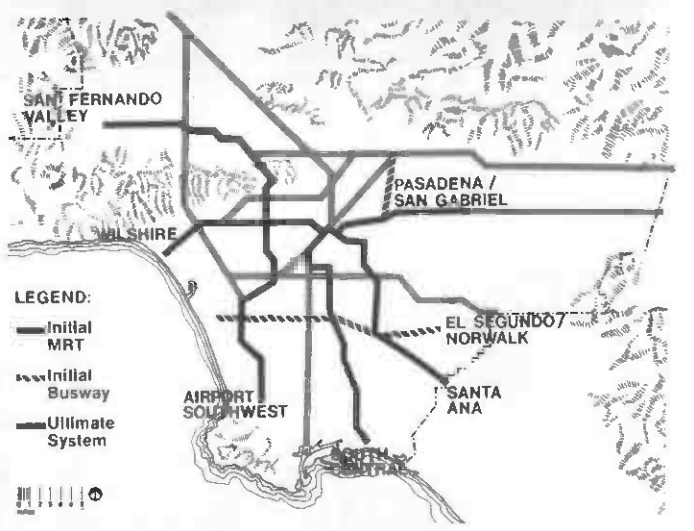 SAN FERNANDO
VALLEY
PASADENA /
SAN GABRIEL
WILSHIRE
LEGEND:
Initial
MRT
EL SEGUNDO /
NORWALK
Initial
Busway
AIRPORT
SOUTHWEST
SANTA
ANA
Ultimate
System
SOUTH
CENTRAL